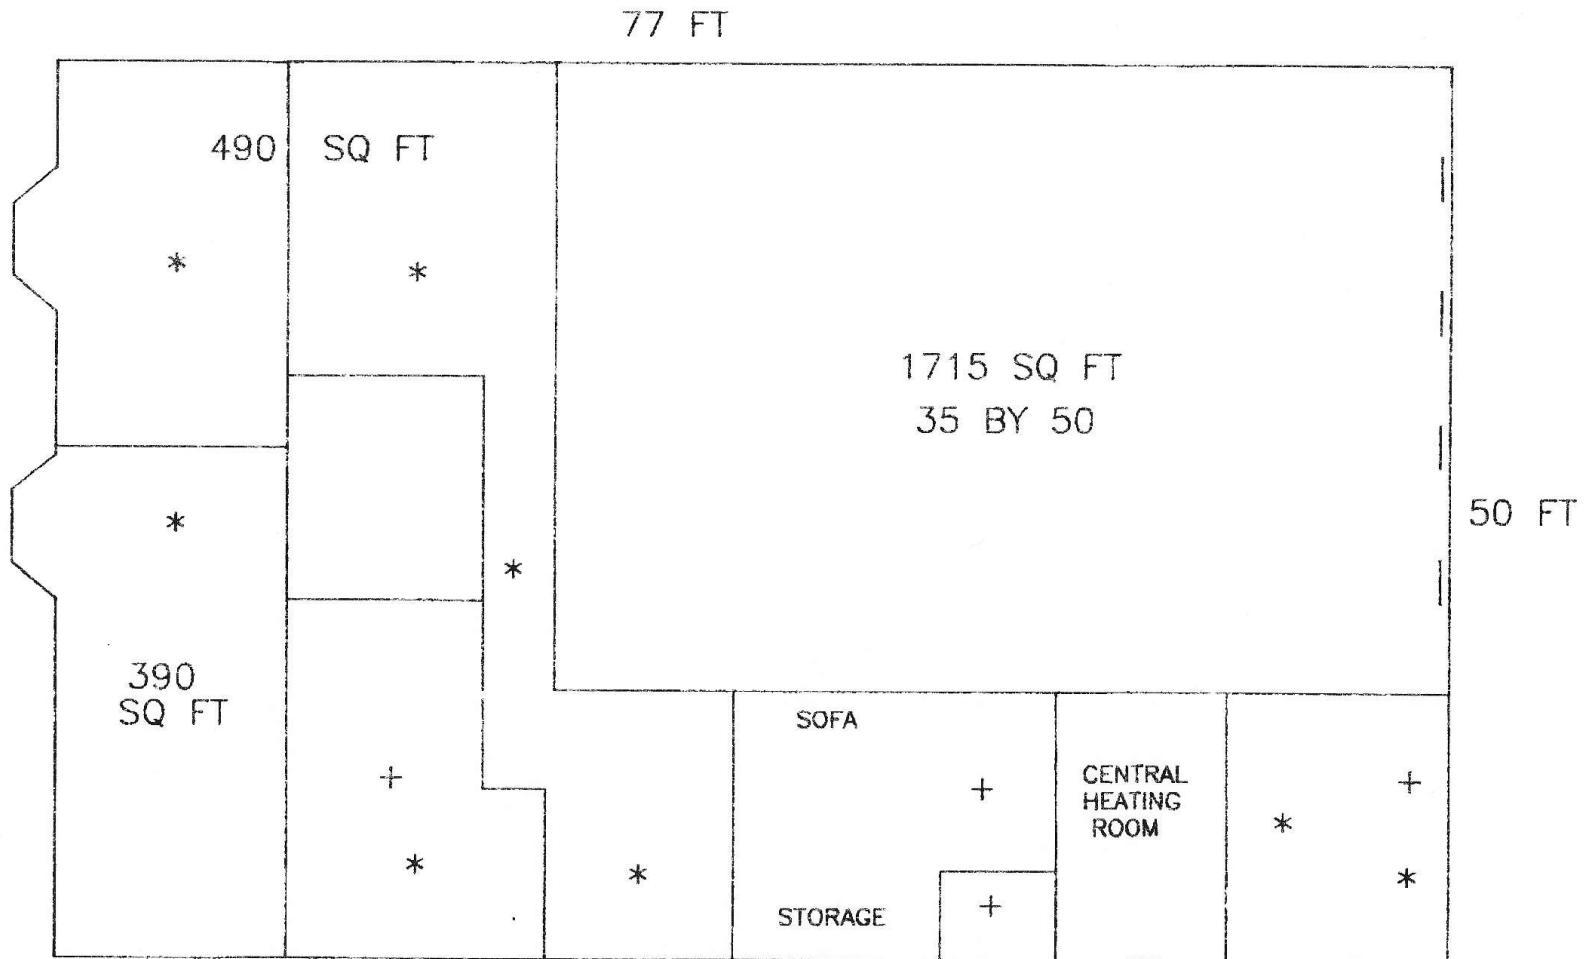 77 FT
490 SQ FT
1715 SQ FT
35 BY 50
50 FT
390
SQ FT
SOFA
CENTRAL
HEATING
ROOM
STORAGE